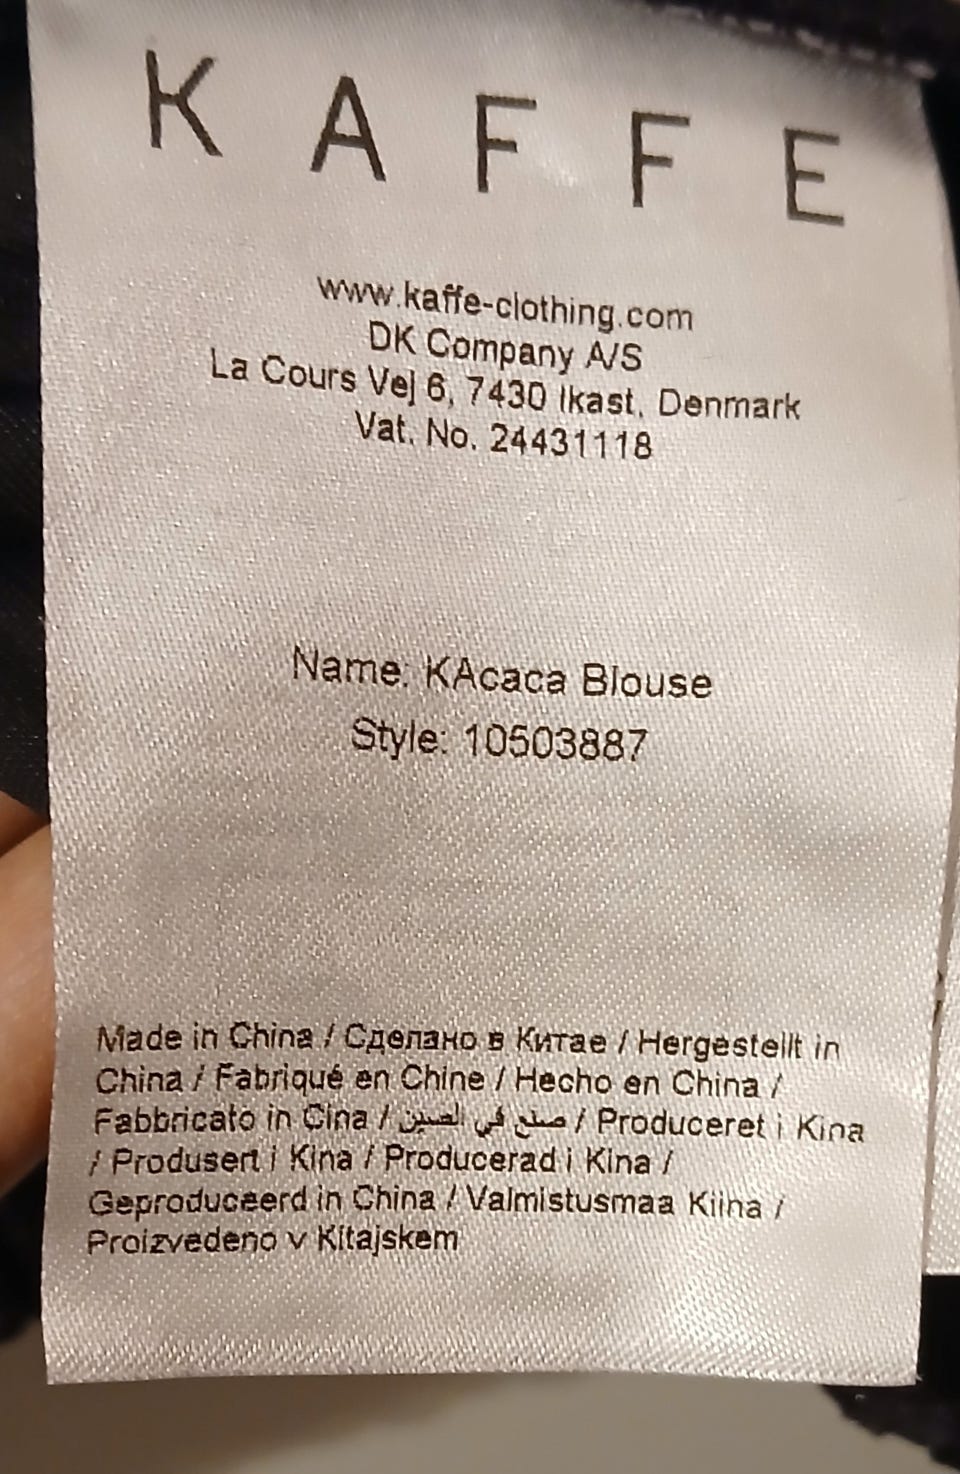 KAFFE
www.kaffe-clothing.com
DK Company A/S
La Cours Vej 6, 7430 Ikast, Denmark
Vat. No. 24431118
Name: KAcaca Blouse
Style: 10503887
Made in China / Сделано в Китае / Hergestellt in
China / Fabriqué en Chine / Hecho en China /
Fabbricato in Cina / صنع في الصين / Produceret i Kina
/ Produsert i Kina / Producerad i Kina /
Geproduceerd in China / Valmistusmaa Kiina /
Proizvedeno v Kitajskem